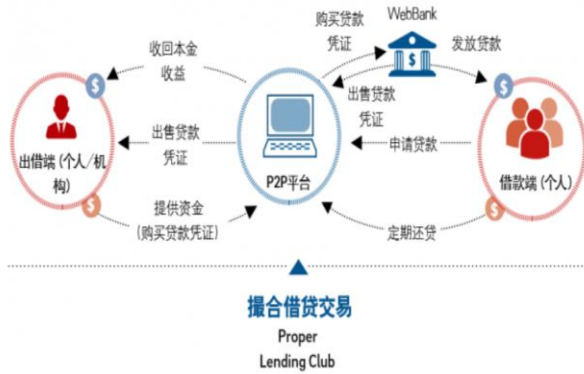 购买贷款
凭证
WebBank
发放贷款
收回本金
收益
出售贷款
凭证
出借端(个人/机
构)
出售贷款
凭证
申请贷款
P2P平台
借款端(个人)
提供资金
(购买贷款凭证)
定期还贷
撮合借贷交易
Proper
Lending Club